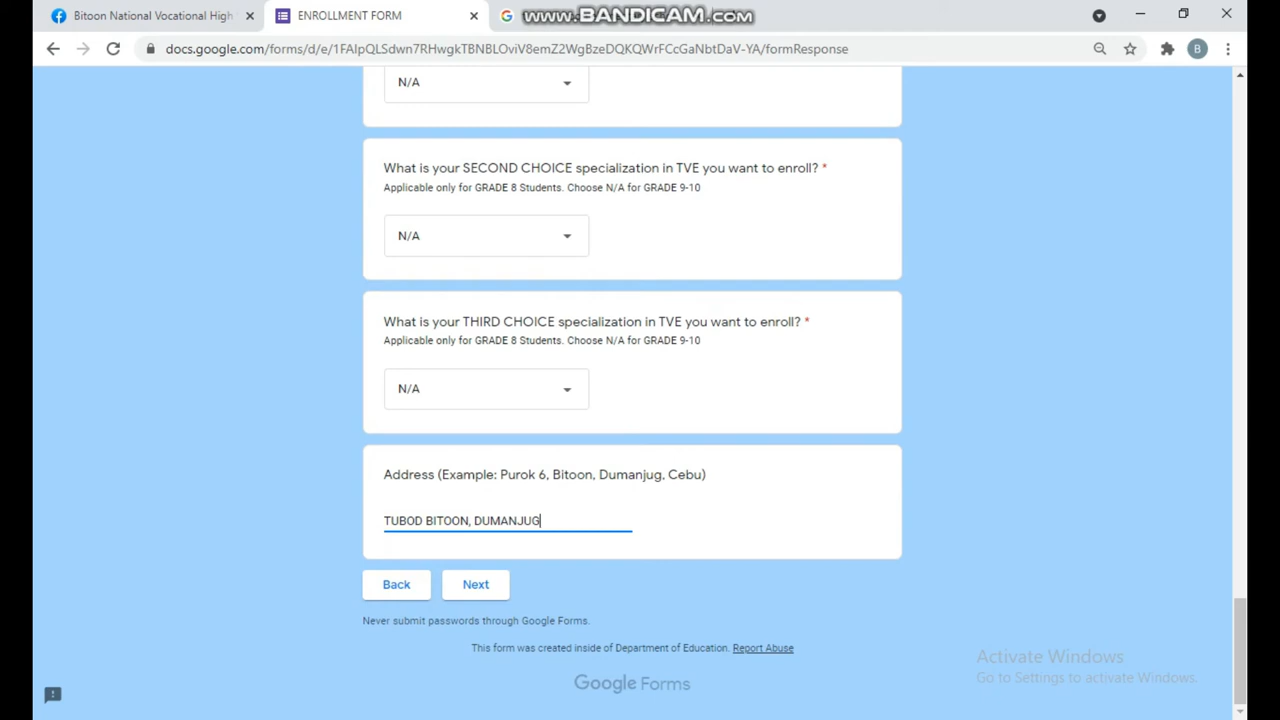 Bitoon National Vocational High
ENROLLMENT FORM
www.BANDICAM.com
docs.google.com/forms/d/e/1FAIpQLSdwn7RHwgkTBNBLOviV8emZ2WgBzeDQKQWrFCcGaNbtDaV-YA/formResponse
B
N/A
What is your SECOND CHOICE specialization in TVE you want to enroll? *
Applicable only for GRADE 8 Students. Choose N/A for GRADE 9-10
N/A
What is your THIRD CHOICE specialization in TVE you want to enroll? *
Applicable only for GRADE 8 Students. Choose N/A for GRADE 9-10
N/A
Address (Example: Purok 6, Bitoon, Dumanjug, Cebu)
TUBOD BITOON, DUMANJUG
Back
Next
Never submit passwords through Google Forms.
This form was created inside of Department of Education. Report Abuse
Google Forms
Activate Windows
Go to Settings to activate Windows.